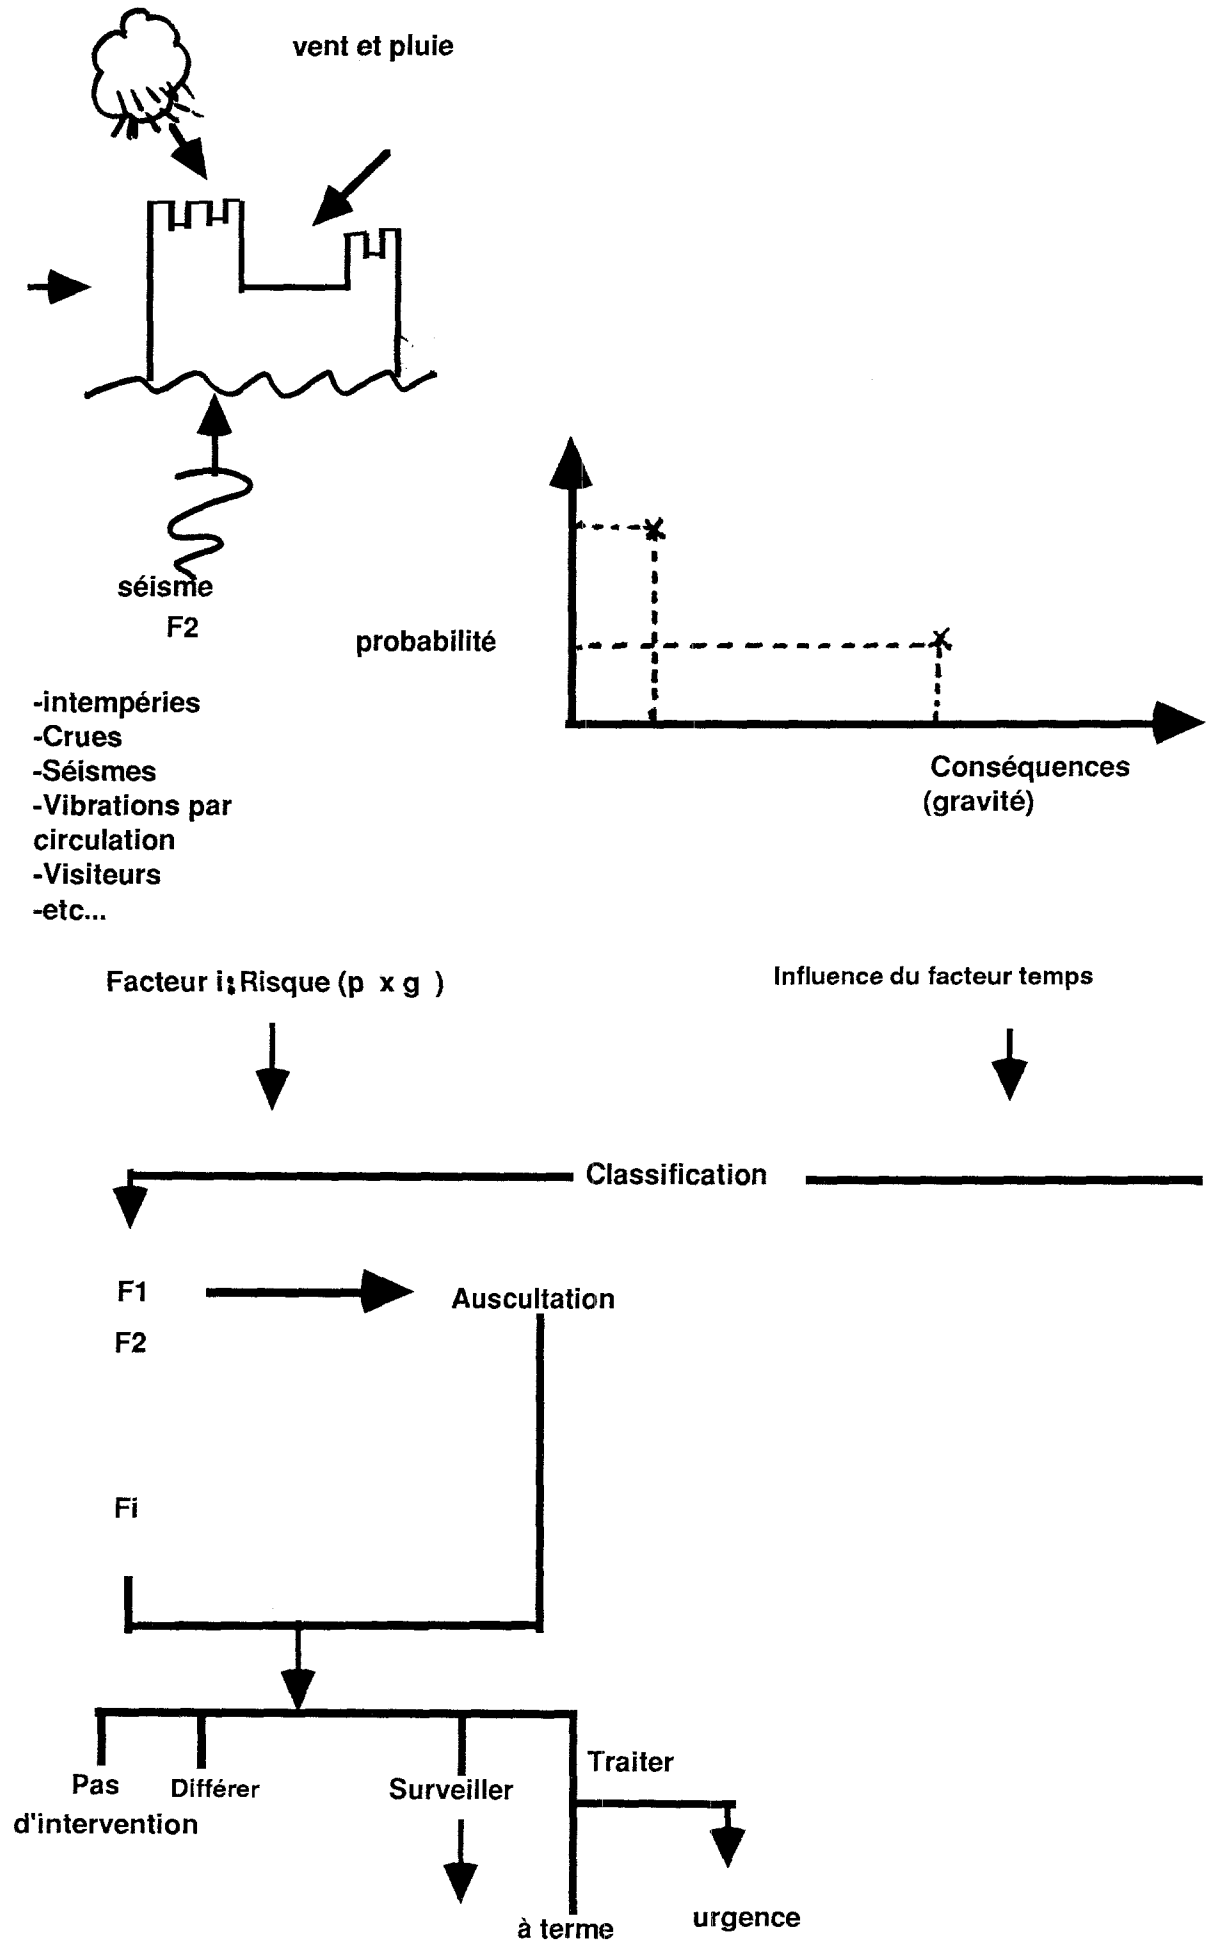 vent et pluie
séisme
F2
probabilité
-intempéries
-Crues
-Séismes
-Vibrations par
circulation
-Visiteurs
-etc...
Conséquences
(gravité)
Facteur i: Risque (p x g )
Influence du facteur temps
Classification
F1
Auscultation
F2
Fi
Traiter
Pas
d'intervention
Différer
Surveiller
à terme
urgence